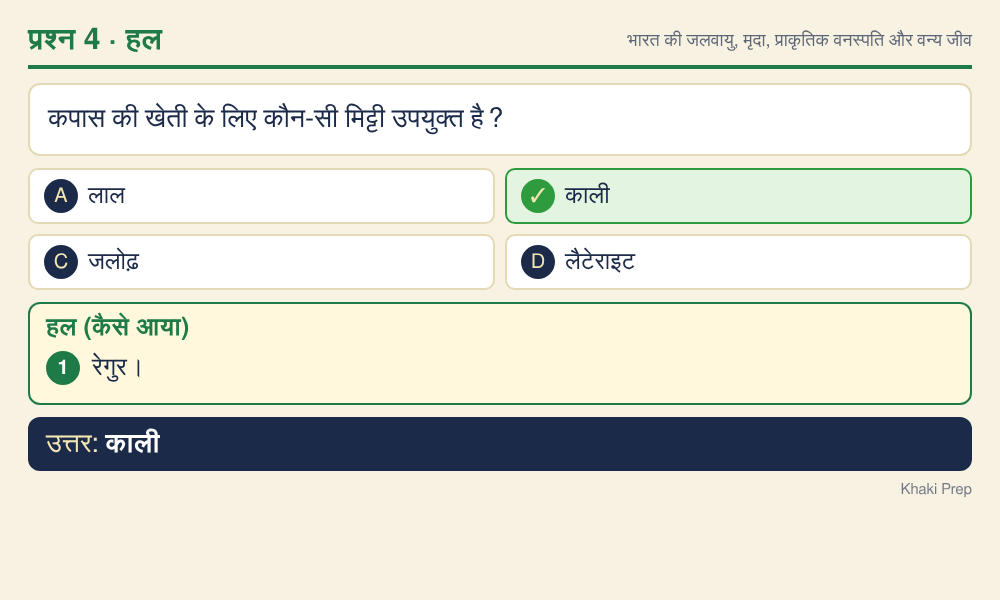 प्रश्न 4 · हल
भारत की जलवायु, मृदा, प्राकृतिक वनस्पति और वन्य जीव
कपास की खेती के लिए कौन-सी मिट्टी उपयुक्त है ?
A लाल
✓ काली
C जलोढ़
D लैटेराइट
हल (कैसे आया)
1 रेगुर।
उत्तर: काली
Khaki Prep